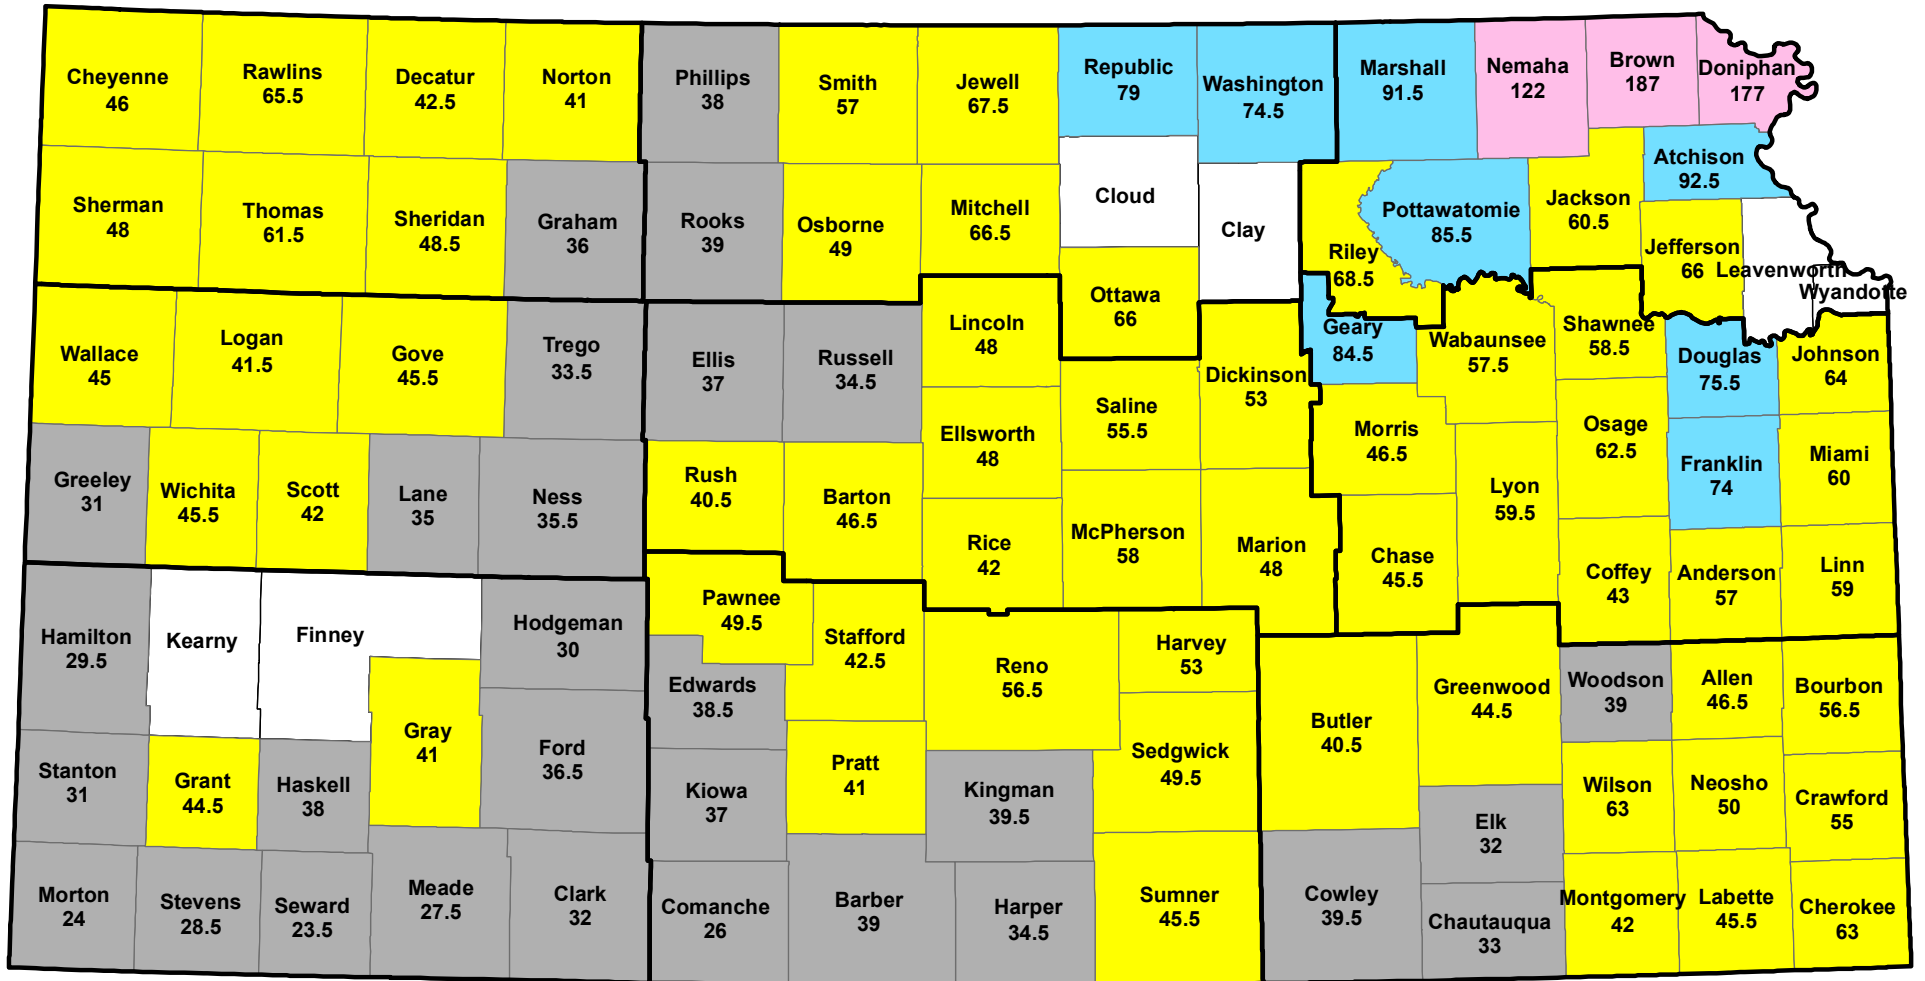 Cheyenne
46
Rawlins
65.5
Decatur
42.5
Norton
41
Phillips
38
Smith
57
Jewell
67.5
Republic
79
Washington
74.5
Marshall
91.5
Nemaha
122
Brown
187
Doniphan
177
Sherman
48
Thomas
61.5
Sheridan
48.5
Graham
36
Rooks
39
Osborne
49
Mitchell
66.5
Cloud
Clay
Riley
68.5
Pottawatomie
85.5
Jackson
60.5
Atchison
92.5
Jefferson
66
Leavenworth
Wyandotte
Wallace
45
Logan
41.5
Gove
45.5
Trego
33.5
Ellis
37
Russell
34.5
Lincoln
48
Ottawa
66
Dickinson
53
Geary
84.5
Wabaunsee
57.5
Shawnee
58.5
Douglas
75.5
Johnson
64
Greeley
31
Wichita
45.5
Scott
42
Lane
35
Ness
35.5
Rush
40.5
Barton
46.5
Ellsworth
48
Saline
55.5
Morris
46.5
Osage
62.5
Franklin
74
Miami
60
Rice
42
McPherson
58
Marion
48
Chase
45.5
Lyon
59.5
Coffey
43
Anderson
57
Linn
59
Hamilton
29.5
Kearny
Finney
Hodgeman
30
Pawnee
49.5
Stafford
42.5
Reno
56.5
Harvey
53
Edwards
38.5
Gray
41
Ford
36.5
Butler
40.5
Greenwood
44.5
Woodson
39
Allen
46.5
Bourbon
56.5
Stanton
31
Grant
44.5
Haskell
38
Kiowa
37
Pratt
41
Kingman
39.5
Sedgwick
49.5
Elk
32
Wilson
63
Neosho
50
Crawford
55
Morton
24
Stevens
28.5
Seward
23.5
Meade
27.5
Clark
32
Comanche
26
Barber
39
Harper
34.5
Sumner
45.5
Cowley
39.5
Chautauqua
33
Montgomery
42
Labette
45.5
Cherokee
63